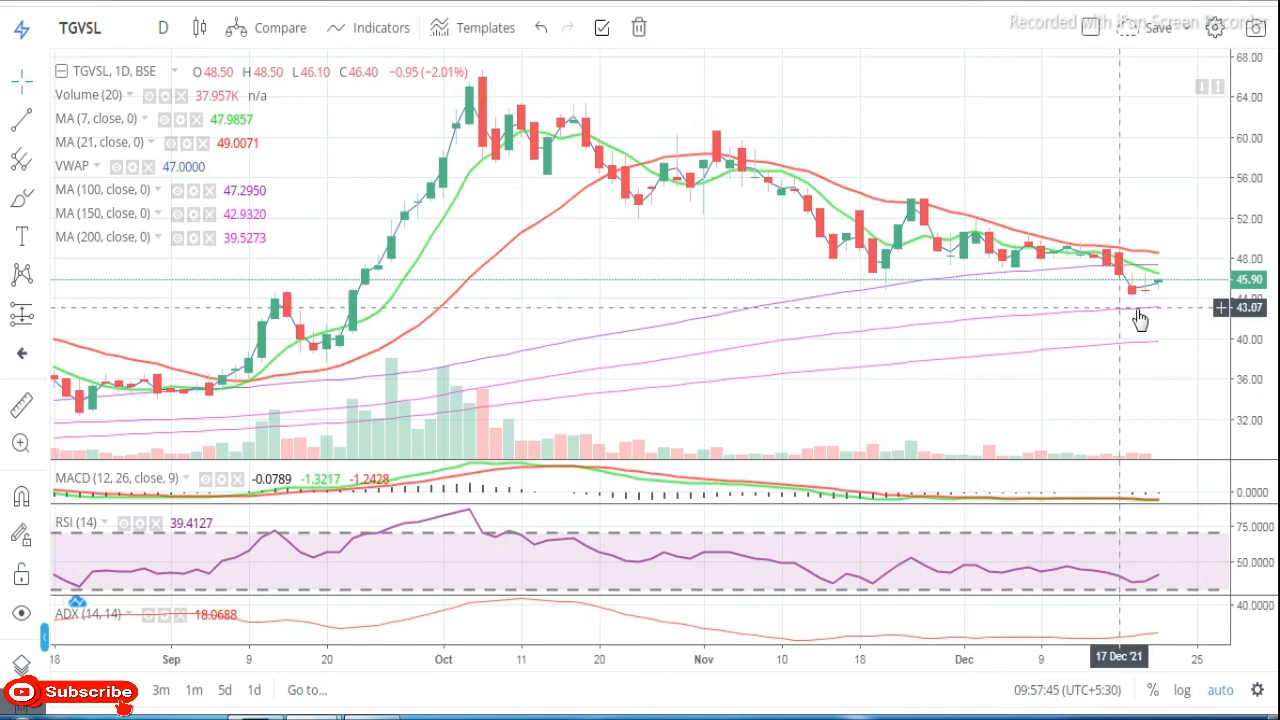 Recorded with iFun Screen Recorder
TGVSL D Compare Indicators Templates Save
TGVSL, 1D, BSE O48.50 H48.50 L46.10 C46.40 −0.95 (−2.01%)
Volume (20) 37.957K n/a
MA (7, close, 0) 47.9857
MA (21, close, 0) 49.0071
VWAP 47.0000
MA (100, close, 0) 47.2950
MA (150, close, 0) 42.9320
MA (200, close, 0) 39.5273
68.00
64.00
60.00
56.00
52.00
48.00
45.90
44.00
43.07
40.00
36.00
32.00
MACD (12, 26, close, 9) -0.0789 -1.3217 -1.2428
0.0000
RSI (14) 39.4127
75.0000
50.0000
ADX (14, 14) 18.0688
40.0000
18 Sep 9 20 Oct 11 20 Nov 10 18 Dec 9 17 Dec '21 25
Subscribe 3m 1m 5d 1d Go to... 09:57:45 (UTC+5:30) % log auto